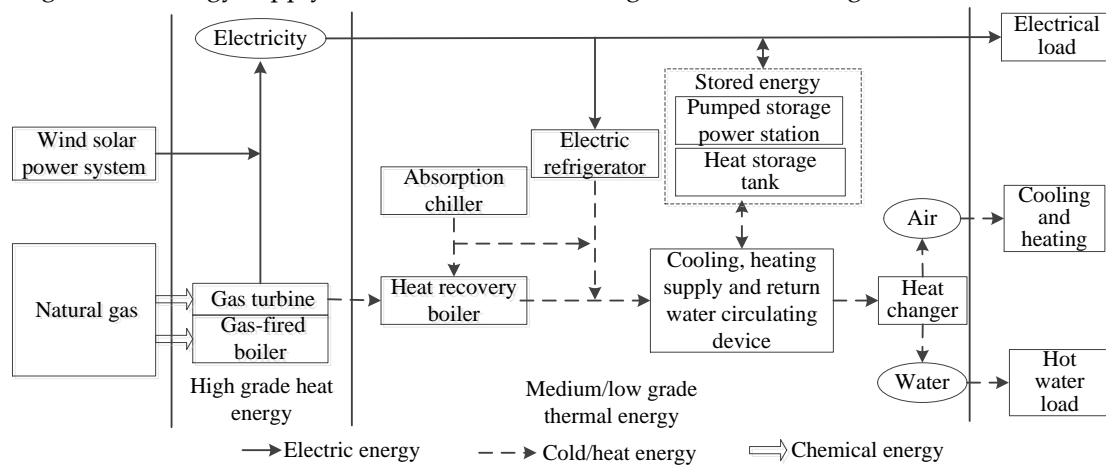 Electricity
Electrical
load
Stored energy
Pumped storage
power station
Heat storage
tank
Wind solar
power system
Electric
refrigerator
Absorption
chiller
Air
Cooling
and
heating
Natural gas
Gas turbine
Gas-fired
boiler
Heat recovery
boiler
Cooling, heating
supply and return
water circulating
device
Heat
changer
Water
Hot
water
load
High grade heat
energy
Medium/low grade
thermal energy
Electric energy
Cold/heat energy
Chemical energy